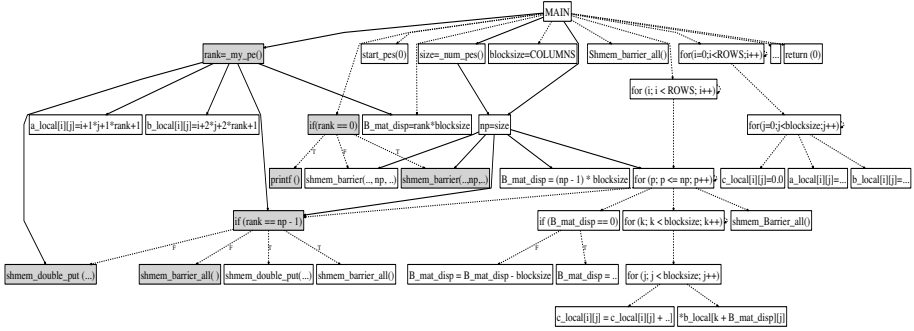 MAIN
rank=_my_pe()
start_pes(0)
size=_num_pes()
blocksize=COLUMNS
Shmem_barrier_all()
for(i=0;i<ROWS;i++)
...
return (0)
for (i; i < ROWS; i++)
a_local[i][j]=i+1*j+1*rank+1
b_local[i][j]=i+2*j+2*rank+1
if(rank == 0)
B_mat_disp=rank*blocksize
np=size
for(j=0;j<blocksize;j++)
T
F
T
printf ()
shmem_barrier(.., np, ..)
shmem_barrier(..,np,..)
B_mat_disp = (np - 1) * blocksize
for (p; p <= np; p++)
c_local[i][j]=0.0
a_local[i][j]=...
b_local[i][j]=...
if (rank == np - 1)
if (B_mat_disp == 0)
for (k; k < blocksize; k++)
shmem_Barrier_all()
F
F
T
T
F
T
shmem_double_put (...)
shmem_barrier_all( )
shmem_double_put(...)
shmem_barrier_all()
B_mat_disp = B_mat_disp - blocksize
B_mat_disp = ..
for (j; j < blocksize; j++)
c_local[i][j] = c_local[i][j] + ..
*b_local[k + B_mat_disp][j]